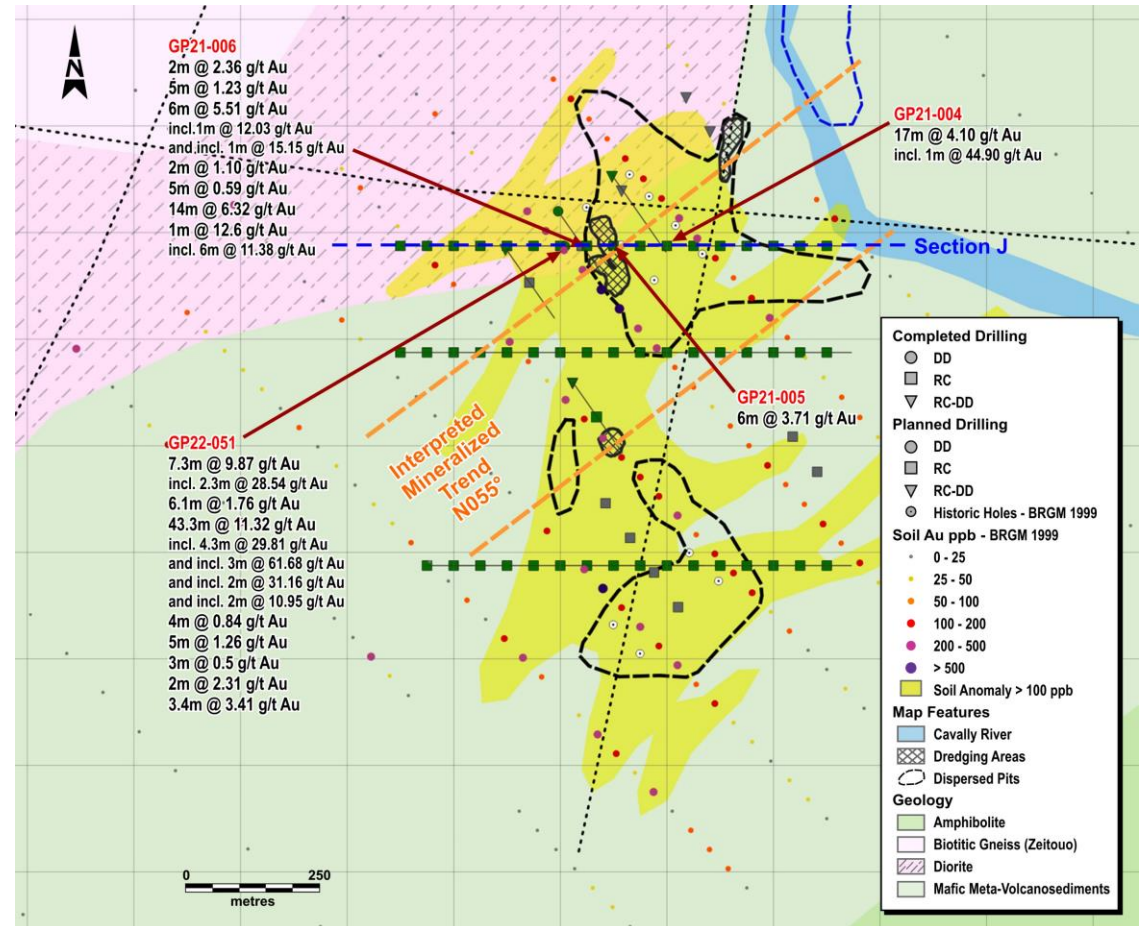 N
GP21-006
2m @ 2.36 g/t Au
5m @ 1.23 g/t Au
6m @ 5.51 g/t Au
incl.1m @ 12.03 g/t Au
and incl. 1m @ 15.15 g/t Au
2m @ 1.10 g/t Au
5m @ 0.59 g/t Au
14m @ 6.32 g/t Au
1m @ 12.6 g/t Au
incl. 6m @ 11.38 g/t Au
GP21-004
17m @ 4.10 g/t Au
incl. 1m @ 44.90 g/t Au
Section J
GP21-005
6m @ 3.71 g/t Au
GP22-051
7.3m @ 9.87 g/t Au
incl. 2.3m @ 28.54 g/t Au
6.1m @ 1.76 g/t Au
43.3m @ 11.32 g/t Au
incl. 4.3m @ 29.81 g/t Au
and incl. 3m @ 61.68 g/t Au
and incl. 2m @ 31.16 g/t Au
and incl. 2m @ 10.95 g/t Au
4m @ 0.84 g/t Au
5m @ 1.26 g/t Au
3m @ 0.5 g/t Au
2m @ 2.31 g/t Au
3.4m @ 3.41 g/t Au
Interpreted
Mineralized
Trend
N055°
0 250
metres
Completed Drilling
DD
RC
RC-DD
Planned Drilling
DD
RC
RC-DD
Historic Holes - BRGM 1999
Soil Au ppb - BRGM 1999
0 - 25
25 - 50
50 - 100
100 - 200
200 - 500
> 500
Soil Anomaly > 100 ppb
Map Features
Cavally River
Dredging Areas
Dispersed Pits
Geology
Amphibolite
Biotitic Gneiss (Zeitouo)
Diorite
Mafic Meta-Volcanosediments